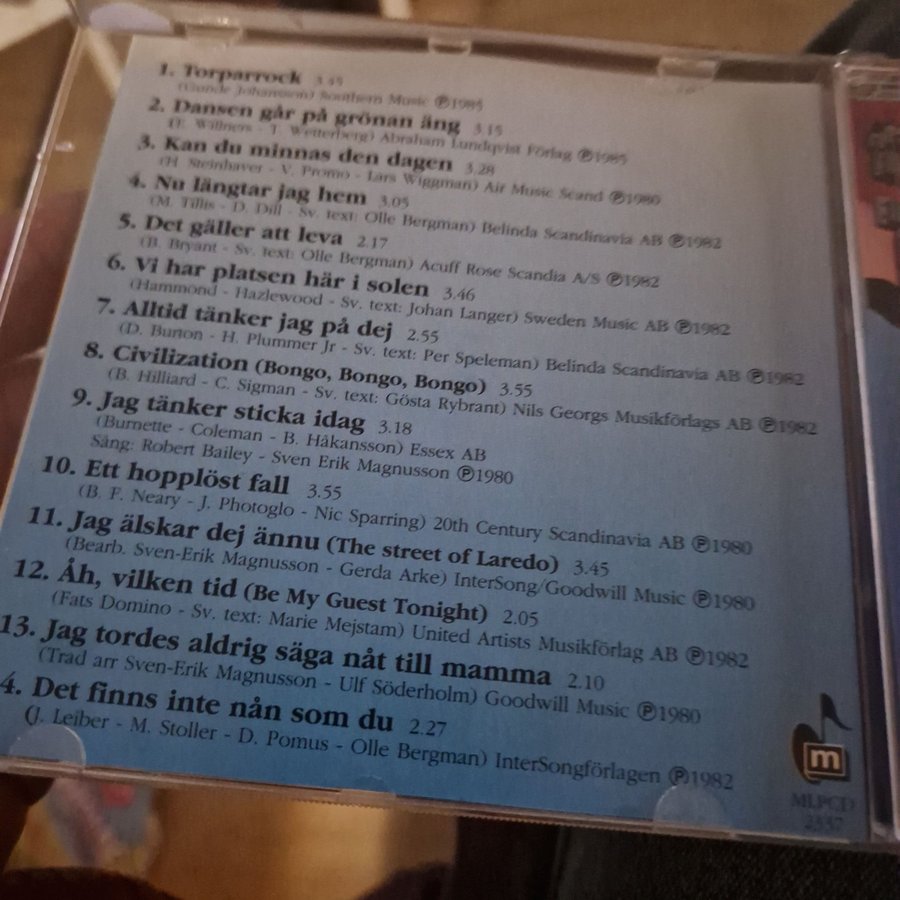 1. Torparrock 3.45
(Gunde Johansson) Southern Music ℗1985
2. Dansen går på grönan äng 3.15
Willners - T. Wetterberg) Abraham Lundqvist Förlag ℗1985
3. Kan du minnas den dagen 3.28
(H. Steinhaver - V. Promo - Lars Wiggman) Air Music Scand ℗1980
4. Nu längtar jag hem 3.05
(M. Tillis - D. Dill - Sv. text: Olle Bergman) Belinda Scandinavia AB ℗1982
5. Det gäller att leva 2.17
(B. Bryant - Sv. text: Olle Bergman) Acuff Rose Scandia A/S ℗1982
6. Vi har platsen här i solen 3.46
(Hammond - Hazlewood - Sv. text: Johan Langer) Sweden Music AB ℗1982
7. Alltid tänker jag på dej 2.55
(D. Burton - H. Plummer Jr - Sv. text: Per Speleman) Belinda Scandinavia AB ℗1982
8. Civilization (Bongo, Bongo, Bongo) 3.55
(B. Hilliard - C. Sigman - Sv. text: Gösta Rybrant) Nils Georgs Musikförlags AB ℗1982
9. Jag tänker sticka idag 3.18
(Burnette - Coleman - B. Håkansson) Essex AB
Sång: Robert Bailey - Sven Erik Magnusson ℗1980
10. Ett hopplöst fall 3.55
(B. F. Neary - J. Photoglo - Nic Sparring) 20th Century Scandinavia AB ℗1980
11. Jag älskar dej ännu (The street of Laredo) 3.45
(Bearb. Sven-Erik Magnusson - Gerda Arke) InterSong/Goodwill Music ℗1980
12. Åh, vilken tid (Be My Guest Tonight) 2.05
(Fats Domino - Sv. text: Marie Mejstam) United Artists Musikförlag AB ℗1982
13. Jag tordes aldrig säga nåt till mamma 2.10
(Trad arr Sven-Erik Magnusson - Ulf Söderholm) Goodwill Music ℗1980
4. Det finns inte nån som du 2.27
(J. Leiber - M. Stoller - D. Pomus - Olle Bergman) InterSongförlagen ℗1982
m
MLPCD